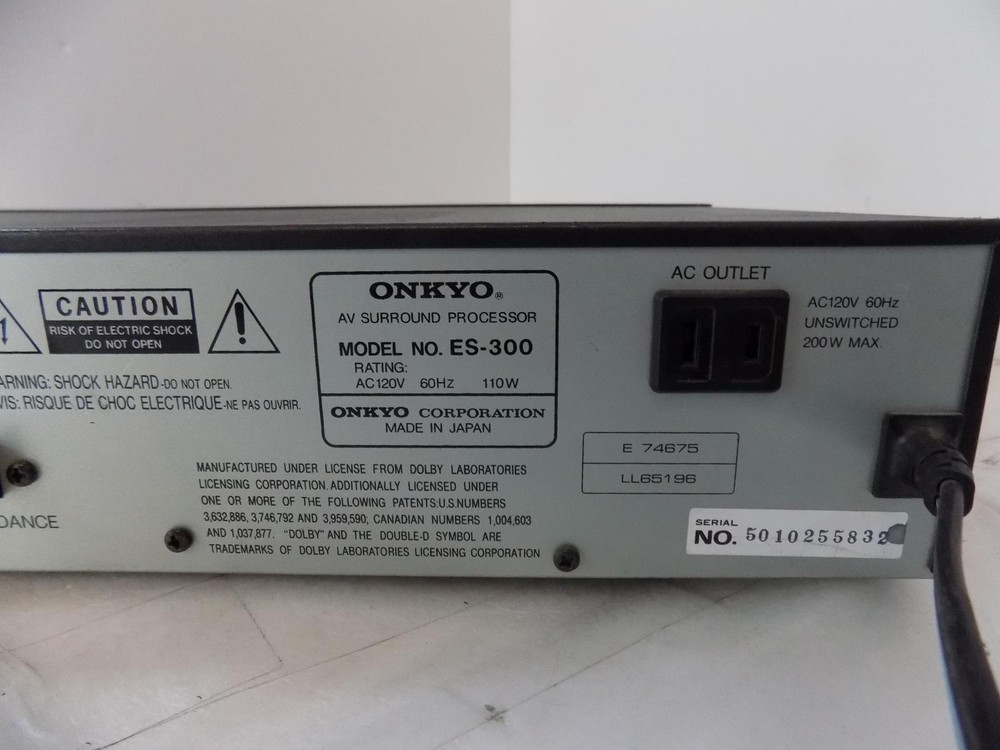 CAUTION
RISK OF ELECTRIC SHOCK
DO NOT OPEN
ARNING: SHOCK HAZARD-DO NOT OPEN.
VIS: RISQUE DE CHOC ELECTRIQUE-NE PAS OUVRIR.
DANCE
ONKYO®
AV SURROUND PROCESSOR
MODEL NO. ES-300
RATING:
AC120V 60Hz 110W
ONKYO CORPORATION
MADE IN JAPAN
MANUFACTURED UNDER LICENSE FROM DOLBY LABORATORIES
LICENSING CORPORATION. ADDITIONALLY LICENSED UNDER
ONE OR MORE OF THE FOLLOWING PATENTS:U.S.NUMBERS
3,632,886, 3,746,792 AND 3,959,590; CANADIAN NUMBERS 1,004,603
AND 1,037,877. "DOLBY" AND THE DOUBLE-D SYMBOL ARE
TRADEMARKS OF DOLBY LABORATORIES LICENSING CORPORATION
AC OUTLET
AC120V 60Hz
UNSWITCHED
200W MAX.
E 74675
LL65196
SERIAL
NO. 5010255832